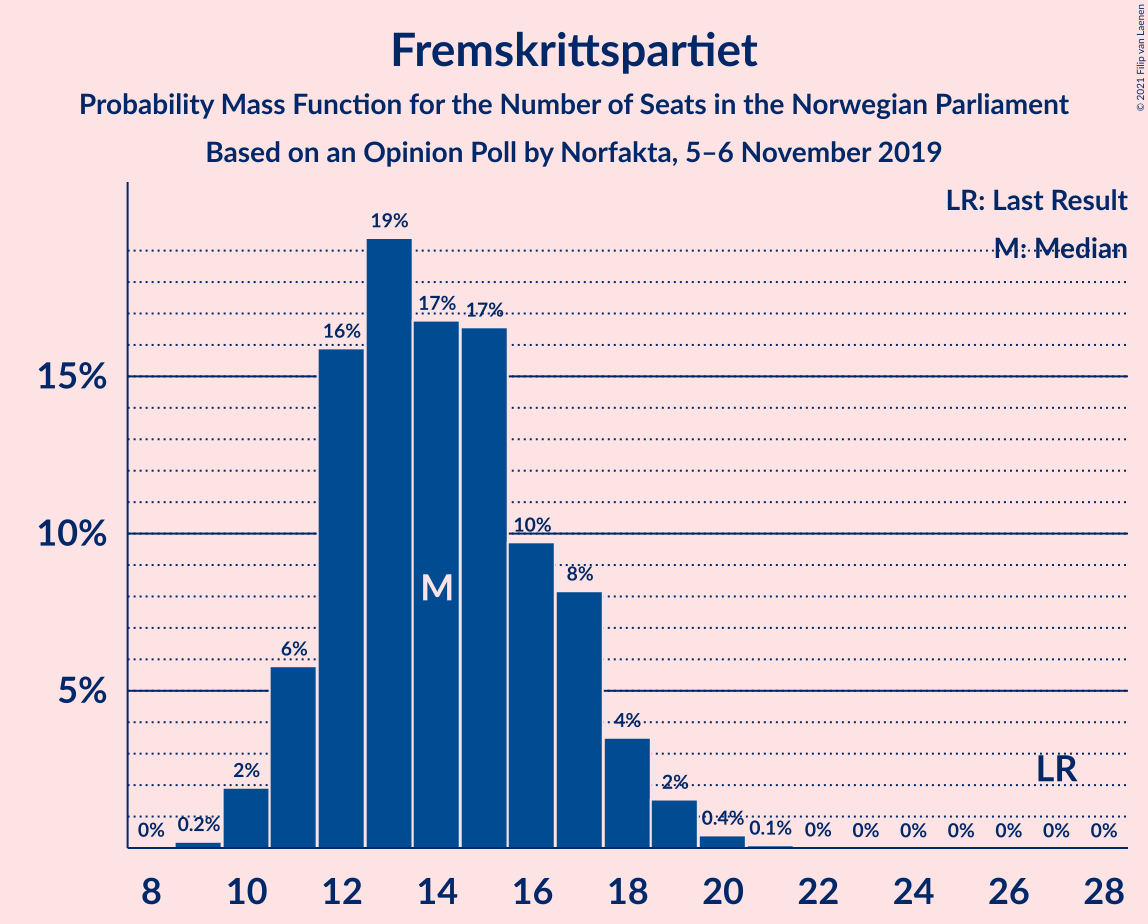 Fremskrittspartiet
Probability Mass Function for the Number of Seats in the Norwegian Parliament
Based on an Opinion Poll by Norfakta, 5–6 November 2019
© 2021 Filip van Laenen
LR: Last Result
M: Median
15%
10%
5%
0%
0.2%
2%
6%
16%
19%
17%
17%
10%
8%
4%
2%
0.4%
0.1%
0%
0%
0%
0%
0%
0%
0%
M
LR
8 10 12 14 16 18 20 22 24 26 28